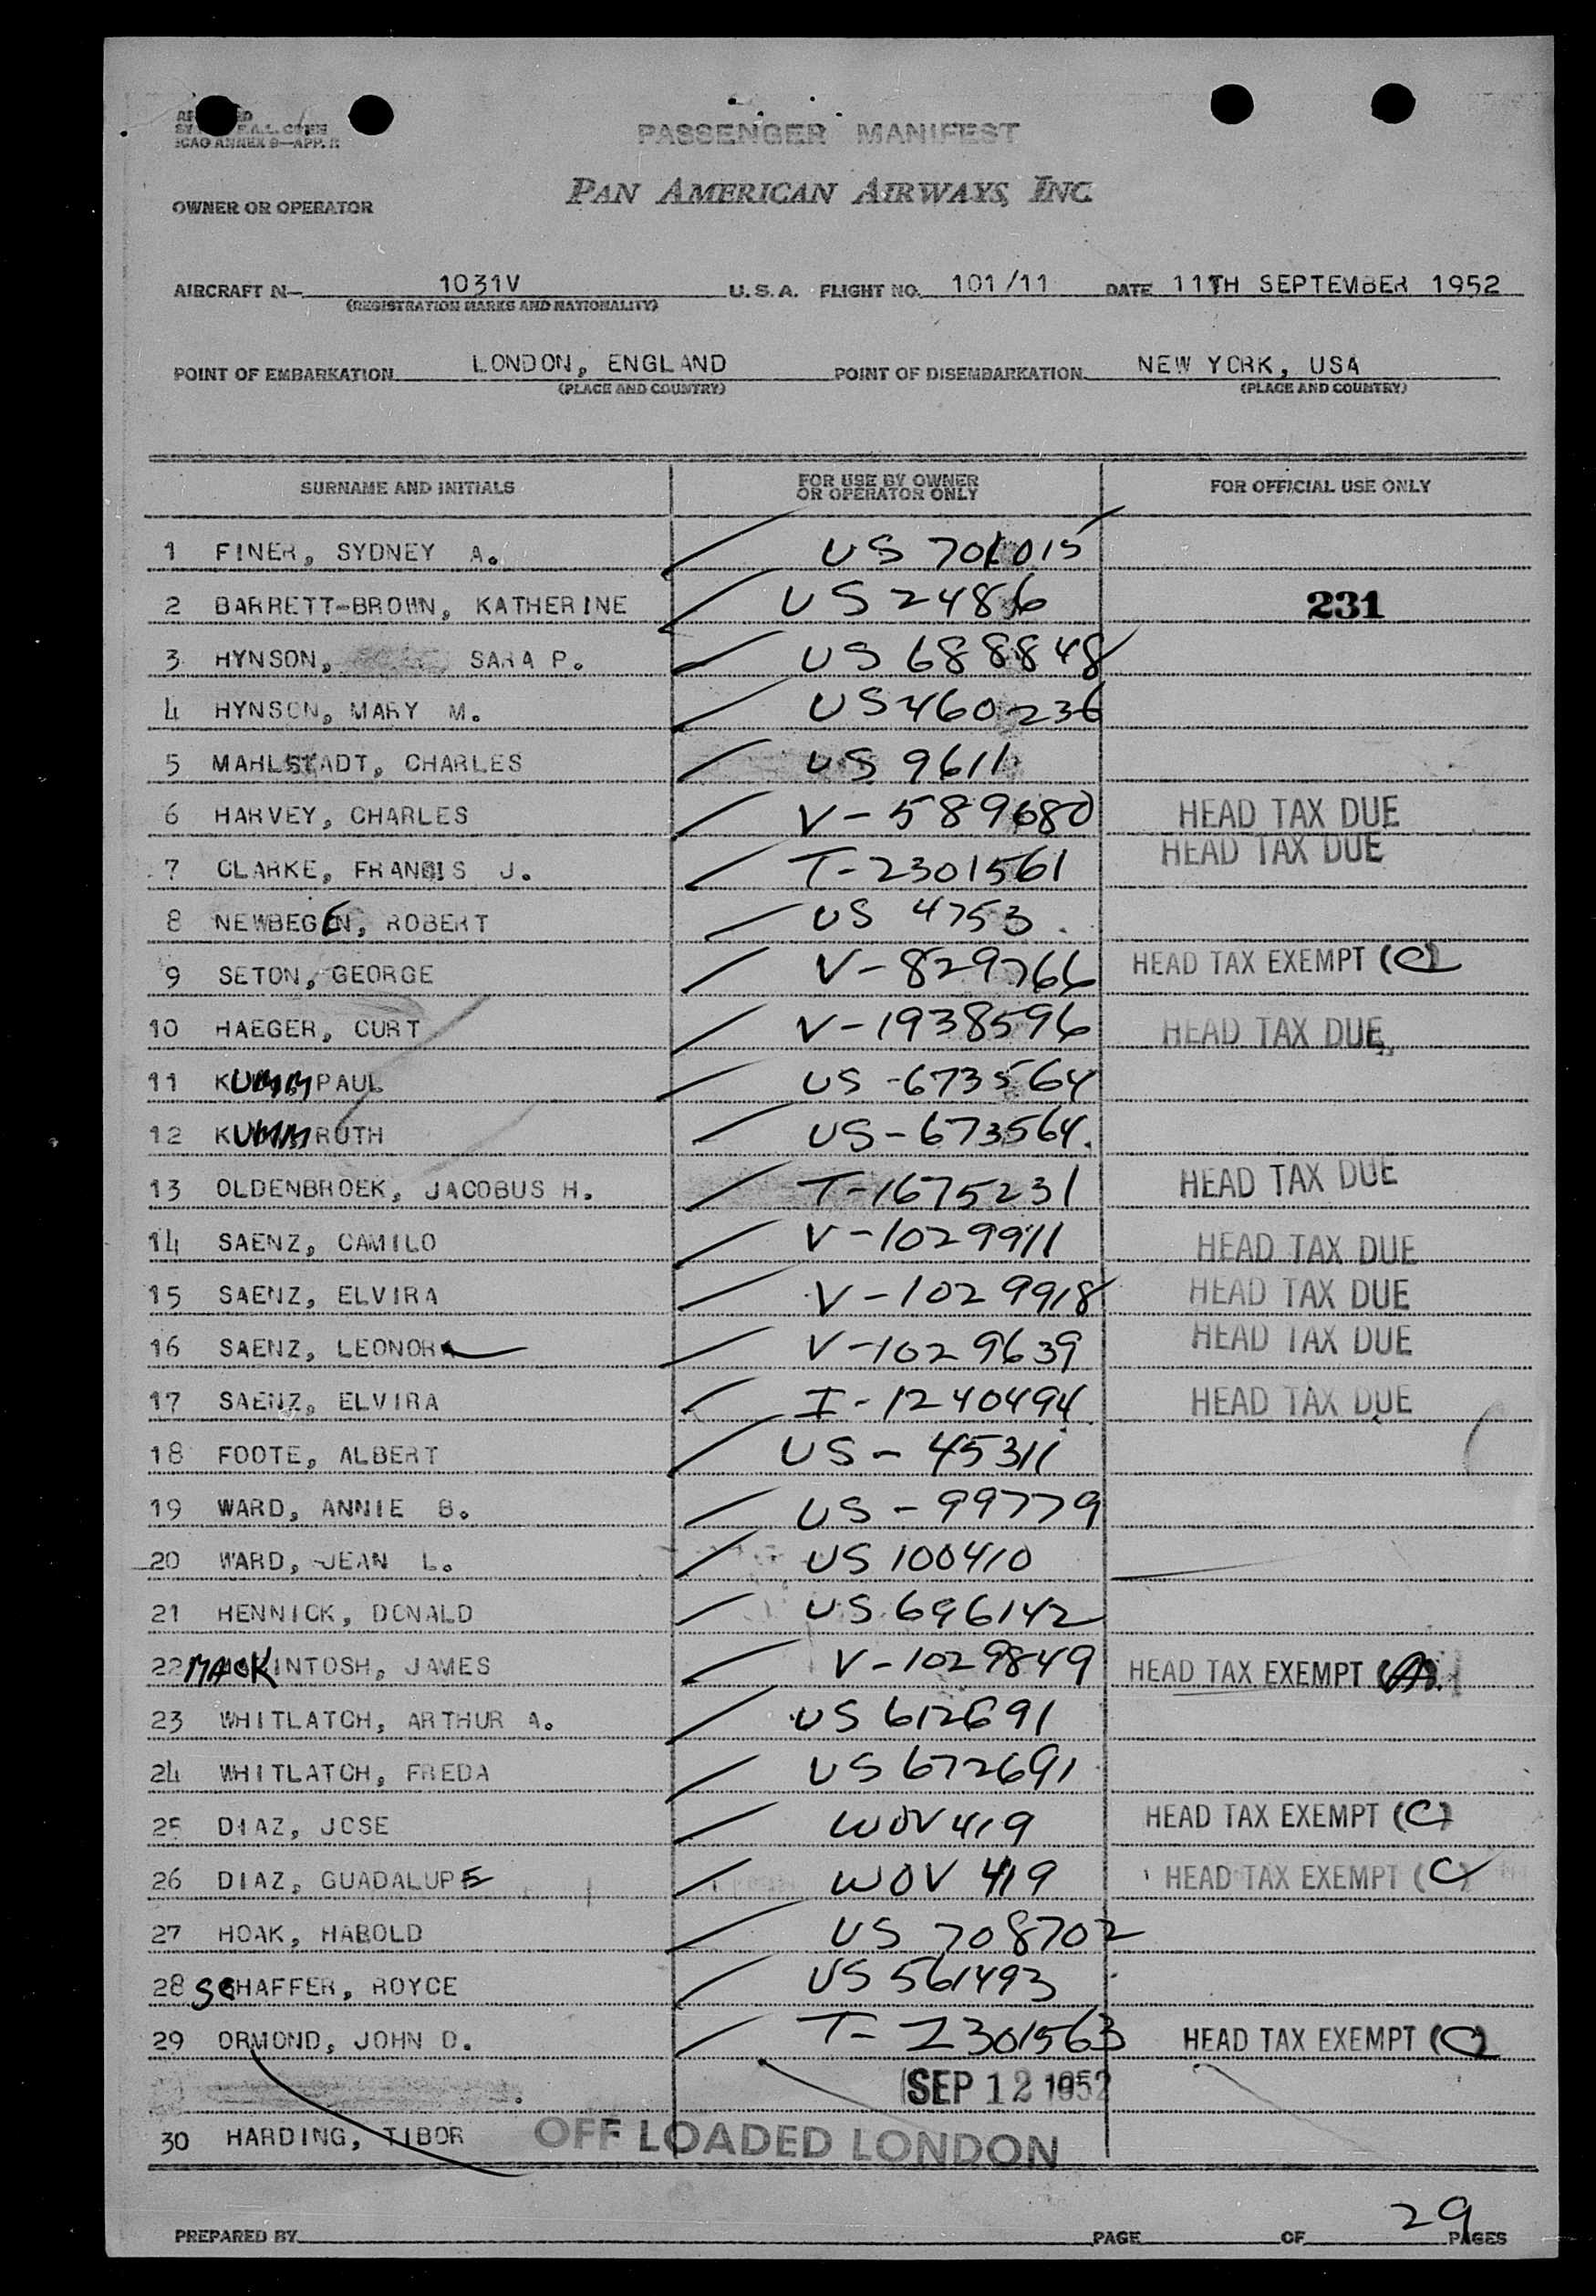 PASSENGER MANIFEST
ICAO ANNEX 9—APP. 
PAN AMERICAN AIRWAYS, INC.
OWNER OR OPERATOR
AIRCRAFT N— 1031V U.S.A. FLIGHT NO. 101/11 DATE 11TH SEPTEMBER 1952
(REGISTRATION MARKS AND NATIONALITY)
POINT OF EMBARKATION LONDON, ENGLAND POINT OF DISEMBARKATION NEW YORK, USA
(PLACE AND COUNTRY) (PLACE AND COUNTRY)
SURNAME AND INITIALS FOR USE BY OWNER OR OPERATOR ONLY FOR OFFICIAL USE ONLY
1 FINER, SYDNEY A. US 701015
2 BARRETT-BROWN, KATHERINE US 2486 231
3 HYNSON, SARA P. US 688848
4 HYNSON, MARY M. US 460236
5 MAHLSTADT, CHARLES US 9611
6 HARVEY, CHARLES V-589680 HEAD TAX DUE
7 CLARKE, FRANCIS J. T-2301561 HEAD TAX DUE
8 NEWBEGEN, ROBERT US 4753
9 SETON, GEORGE V-829766 HEAD TAX EXEMPT (C)
10 HAEGER, CURT V-1938596 HEAD TAX DUE
11 KUMM PAUL US-673564
12 KUMM RUTH US-673564.
13 OLDENBROEK, JACOBUS H. T-1675231 HEAD TAX DUE
14 SAENZ, CAMILO V-1029911 HEAD TAX DUE
15 SAENZ, ELVIRA V-1029918 HEAD TAX DUE
16 SAENZ, LEONOR V-1029639 HEAD TAX DUE
17 SAENZ, ELVIRA I-1240494 HEAD TAX DUE
18 FOOTE, ALBERT US-45311
19 WARD, ANNIE B. US-99779
20 WARD, JEAN L. US 100410
21 HENNICK, DONALD US 696142
22 MACKINTOSH, JAMES V-1029849 HEAD TAX EXEMPT
23 WHITLATCH, ARTHUR A. US 612691
24 WHITLATCH, FREDA US 672691
25 DIAZ, JOSE WOV 419 HEAD TAX EXEMPT (C)
26 DIAZ, GUADALUPE WOV 419 HEAD TAX EXEMPT (C)
27 HOAK, HAROLD US 708702
28 SCHAFFER, ROYCE US 561493
29 ORMOND, JOHN D. T-2301563 HEAD TAX EXEMPT (C)
SEP 12 1952
30 HARDING, TIBOR OFF LOADED LONDON
PREPARED BY PAGE OF 29 PAGES